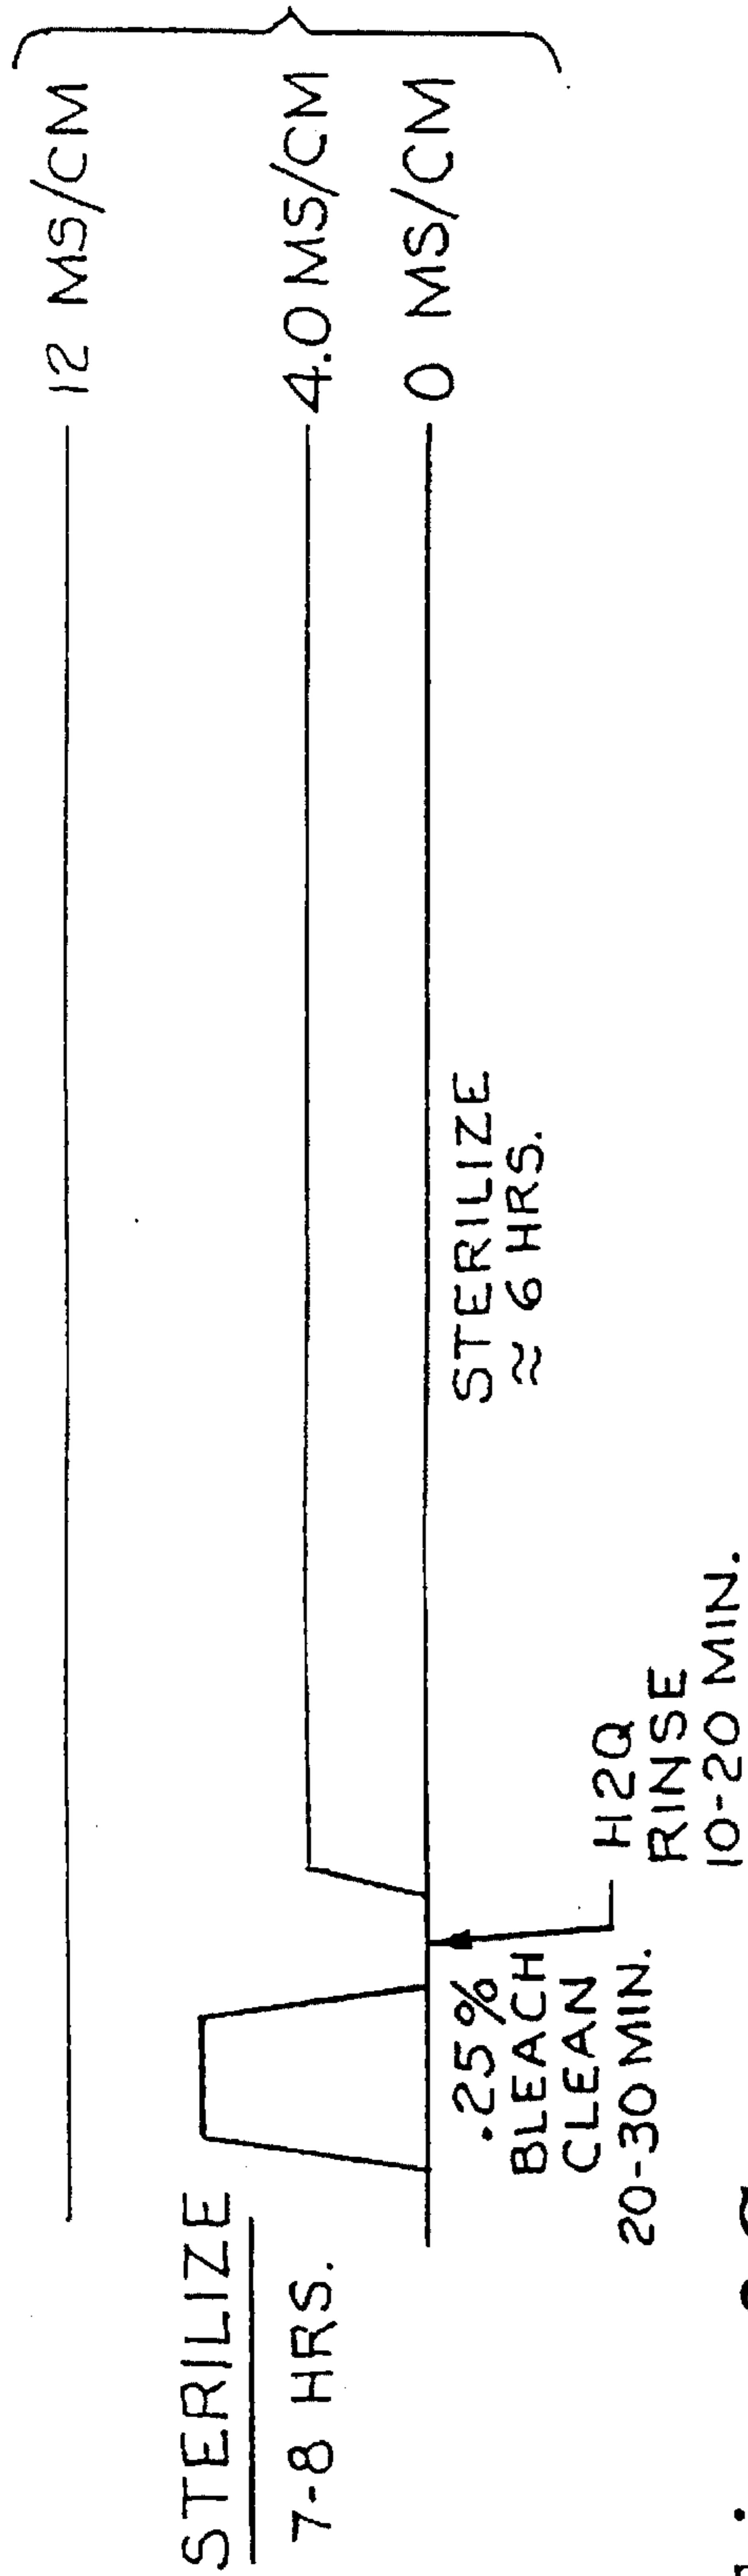 STERILIZE
7-8 HRS.
12 MS/CM
4.0 MS/CM
0 MS/CM
.25%
BLEACH
CLEAN
20-30 MIN.
H2Q
RINSE
10-20 MIN.
STERILIZE
≈ 6 HRS.